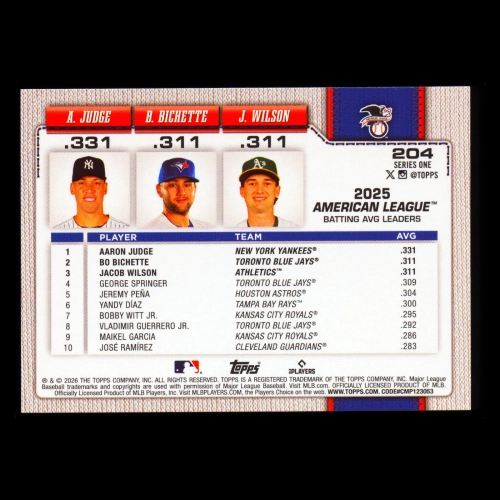 A. JUDGE B. BICHETTE J. WILSON
.331 .311 .311
204
SERIES ONE
@TOPPS
2025
AMERICAN LEAGUE™
BATTING AVG LEADERS
PLAYER TEAM AVG
1 AARON JUDGE NEW YORK YANKEES® .331
2 BO BICHETTE TORONTO BLUE JAYS® .311
3 JACOB WILSON ATHLETICS™ .311
4 GEORGE SPRINGER TORONTO BLUE JAYS® .309
5 JEREMY PEÑA HOUSTON ASTROS® .304
6 YANDY DÍAZ TAMPA BAY RAYS® .300
7 BOBBY WITT JR. KANSAS CITY ROYALS® .295
8 VLADIMIR GUERRERO JR. TORONTO BLUE JAYS® .292
9 MAIKEL GARCIA KANSAS CITY ROYALS® .286
10 JOSÉ RAMÍREZ CLEVELAND GUARDIANS® .283
TOPPS PLAYERS
® & © 2026 THE TOPPS COMPANY, INC. ALL RIGHTS RESERVED. TOPPS IS A REGISTERED TRADEMARK OF THE TOPPS COMPANY, INC. Major League
Baseball trademarks and copyrights are used with permission of Major League Baseball. Visit MLB.com. OFFICIALLY LICENSED PRODUCT OF MLB.
Officially Licensed Product of MLB Players, Inc. Visit MLBPLAYERS.com, the Players Choice on the web. WWW.TOPPS.COM. CODE#CMP123053